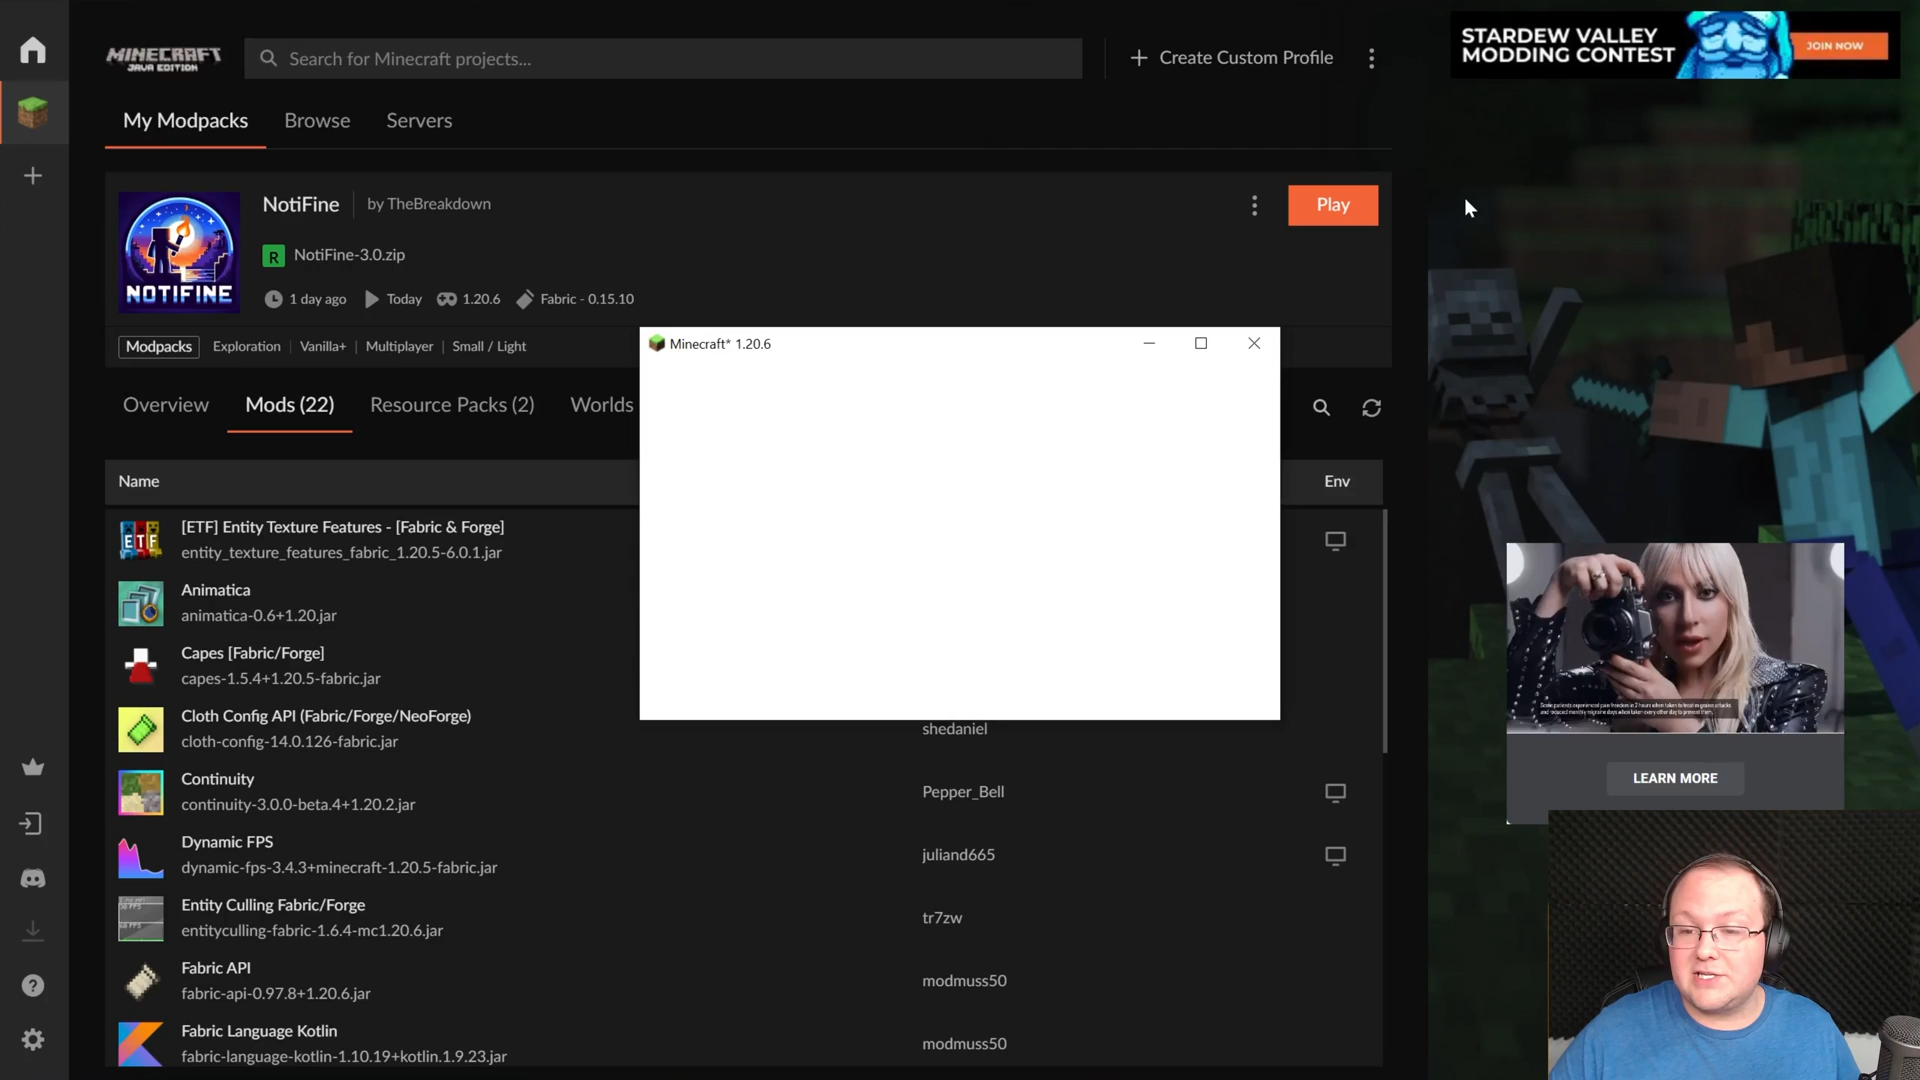 MINECRAFT
JAVA EDITION
Search for Minecraft projects...
Create Custom Profile
STARDEW VALLEY
MODDING CONTEST
JOIN NOW
My Modpacks
Browse
Servers
NotiFine
by TheBreakdown
Play
R
NotiFine-3.0.zip
NOTIFINE
1 day ago
Today
1.20.6
Fabric - 0.15.10
Modpacks
Exploration
Vanilla+
Multiplayer
Small / Light
Minecraft* 1.20.6
Overview
Mods (22)
Resource Packs (2)
Worlds
Name
Env
ETF
[ETF] Entity Texture Features - [Fabric & Forge]
entity_texture_features_fabric_1.20.5-6.0.1.jar
Animatica
animatica-0.6+1.20.jar
Capes [Fabric/Forge]
capes-1.5.4+1.20.5-fabric.jar
Cloth Config API (Fabric/Forge/NeoForge)
cloth-config-14.0.126-fabric.jar
shedaniel
Continuity
continuity-3.0.0-beta.4+1.20.2.jar
Pepper_Bell
Dynamic FPS
dynamic-fps-3.4.3+minecraft-1.20.5-fabric.jar
juliand665
Entity Culling Fabric/Forge
entityculling-fabric-1.6.4-mc1.20.6.jar
tr7zw
Fabric API
fabric-api-0.97.8+1.20.6.jar
modmuss50
Fabric Language Kotlin
fabric-language-kotlin-1.10.19+kotlin.1.9.23.jar
modmuss50
LEARN MORE